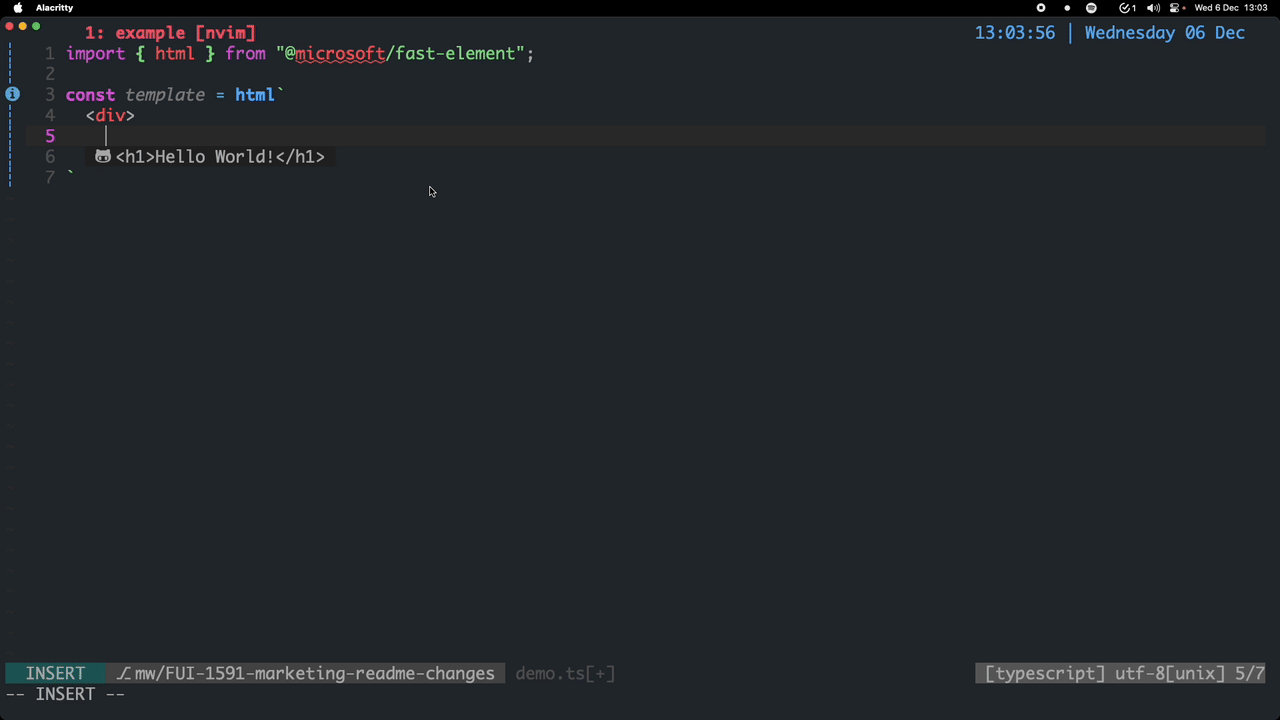 Alacritty
1 Wed 6 Dec 13:03
1: example [nvim] 13:03:56 | Wednesday 06 Dec
1 import { html } from "@microsoft/fast-element";
2
3 const template = html`
4 <div>
5
6 <h1>Hello World!</h1>
7 `
INSERT mw/FUI-1591-marketing-readme-changes demo.ts[+] [typescript] utf-8[unix] 5/7
-- INSERT --